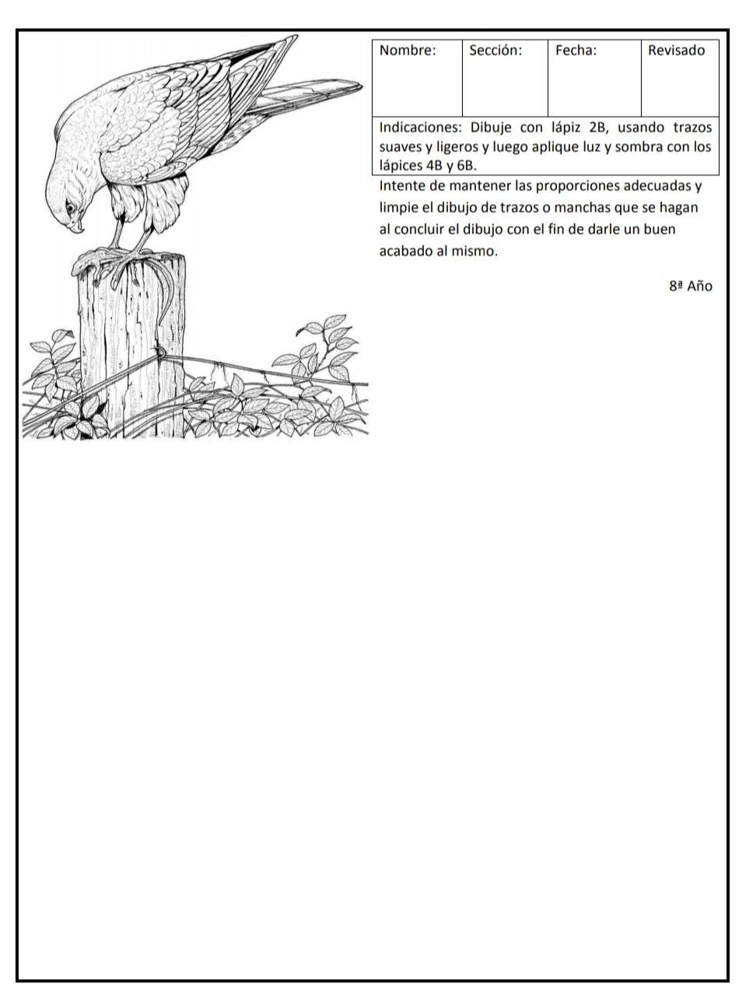 Nombre: Sección: Fecha: Revisado
Indicaciones: Dibuje con lápiz 2B, usando trazos
suaves y ligeros y luego aplique luz y sombra con los
lápices 4B y 6B.
Intente de mantener las proporciones adecuadas y
limpie el dibujo de trazos o manchas que se hagan
al concluir el dibujo con el fin de darle un buen
acabado al mismo.
8ª Año